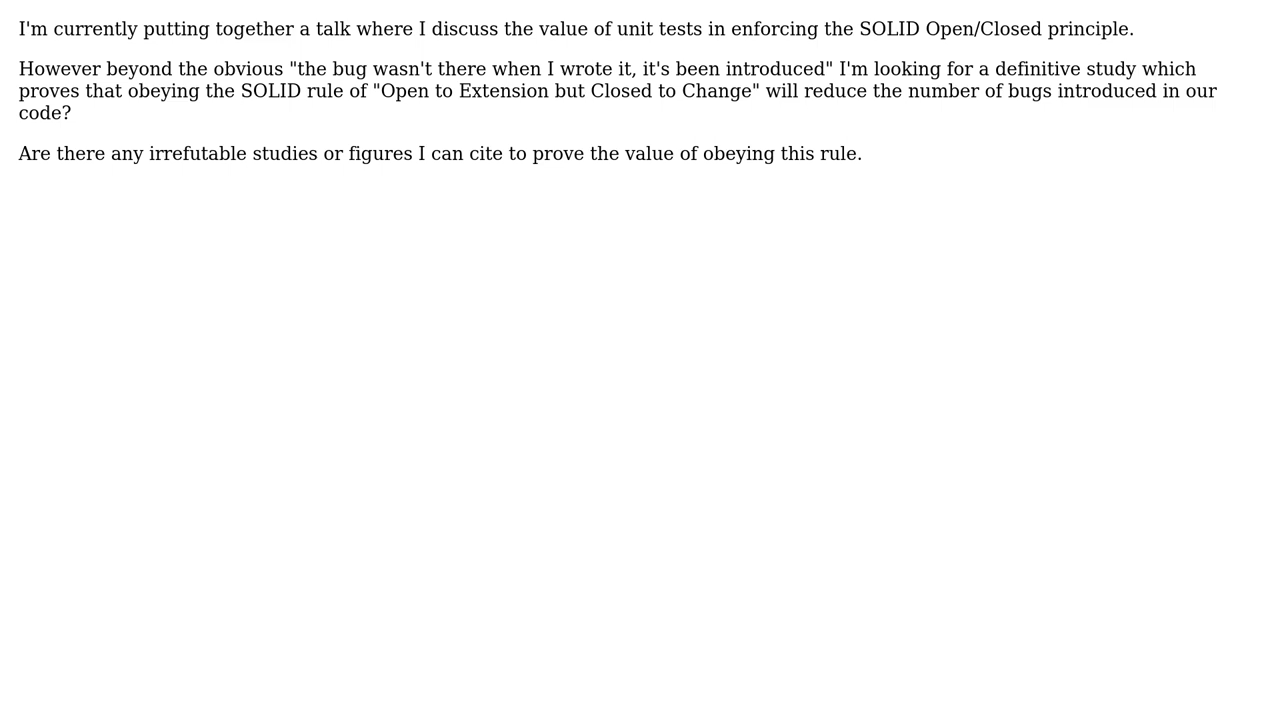 I'm currently putting together a talk where I discuss the value of unit tests in enforcing the SOLID Open/Closed principle.
However beyond the obvious "the bug wasn't there when I wrote it, it's been introduced" I'm looking for a definitive study which
proves that obeying the SOLID rule of "Open to Extension but Closed to Change" will reduce the number of bugs introduced in our
code?
Are there any irrefutable studies or figures I can cite to prove the value of obeying this rule.